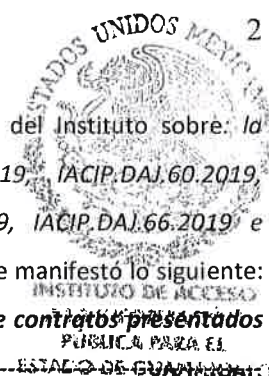 UNIDOS MEX
2
del Instituto sobre: la
19, IACIP.DAJ.60.2019,
9, IACIP.DAJ.66.2019 e
e manifestó lo siguiente:
INSTITUTO DE ACCESO
e contratos presentados
PÚBLICA PARA EL
ESTADO DE